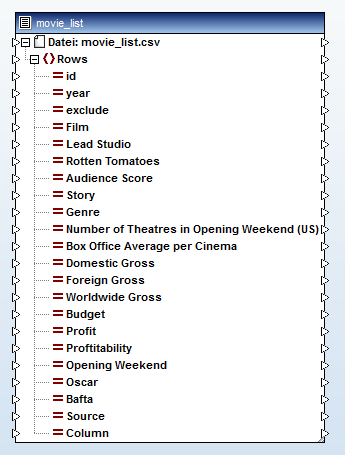 movie_list
Datei: movie_list.csv
Rows
id
year
exclude
Film
Lead Studio
Rotten Tomatoes
Audience Score
Story
Genre
Number of Theatres in Opening Weekend (US)
Box Office Average per Cinema
Domestic Gross
Foreign Gross
Worldwide Gross
Budget
Profit
Proftitability
Opening Weekend
Oscar
Bafta
Source
Column